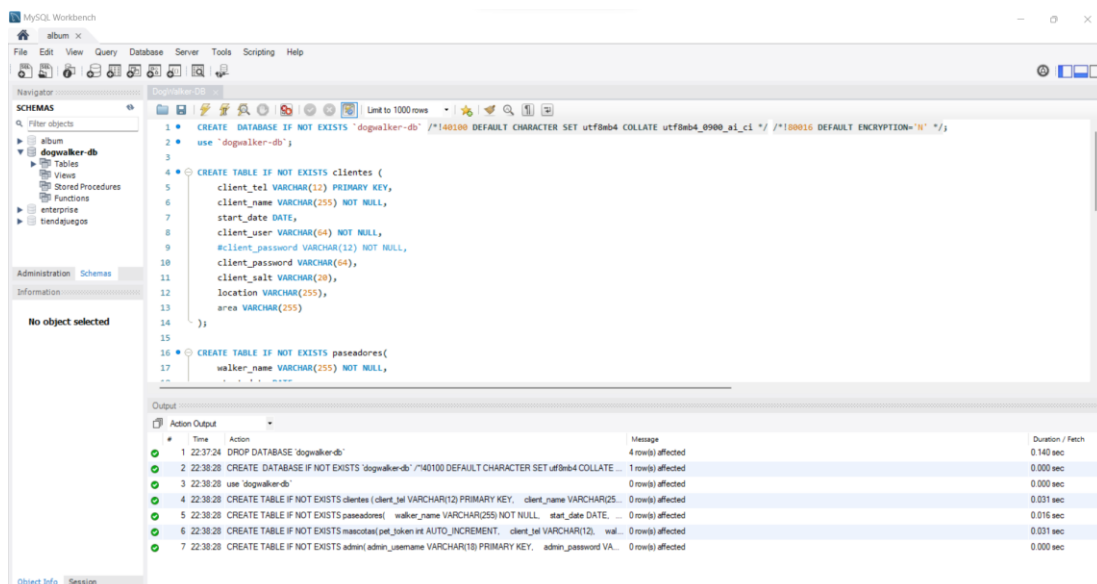 MySQL Workbench
album ×
File Edit View Query Database Server Tools Scripting Help
Navigator
DogWalker-DB ×
SCHEMAS
Filter objects
album
dogwalker-db
Tables
Views
Stored Procedures
Functions
enterprise
tiendajuegos
Administration Schemas
Information
No object selected
Limit to 1000 rows
1 CREATE DATABASE IF NOT EXISTS `dogwalker-db` /*!40100 DEFAULT CHARACTER SET utf8mb4 COLLATE utf8mb4_0900_ai_ci */ /*!80016 DEFAULT ENCRYPTION='N' */;
2 use `dogwalker-db`;
3
4 CREATE TABLE IF NOT EXISTS clientes (
5 client_tel VARCHAR(12) PRIMARY KEY,
6 client_name VARCHAR(255) NOT NULL,
7 start_date DATE,
8 client_user VARCHAR(64) NOT NULL,
9 #client_password VARCHAR(12) NOT NULL,
10 client_password VARCHAR(64),
11 client_salt VARCHAR(20),
12 location VARCHAR(255),
13 area VARCHAR(255)
14 );
15
16 CREATE TABLE IF NOT EXISTS paseadores(
17 walker_name VARCHAR(255) NOT NULL,
Output
Action Output
# Time Action Message Duration / Fetch
1 22:37:24 DROP DATABASE `dogwalker-db` 4 row(s) affected 0.140 sec
2 22:38:28 CREATE DATABASE IF NOT EXISTS `dogwalker-db` /*!40100 DEFAULT CHARACTER SET utf8mb4 COLLATE ... 1 row(s) affected 0.000 sec
3 22:38:28 use `dogwalker-db` 0 row(s) affected 0.000 sec
4 22:38:28 CREATE TABLE IF NOT EXISTS clientes ( client_tel VARCHAR(12) PRIMARY KEY, client_name VARCHAR(25... 0 row(s) affected 0.031 sec
5 22:38:28 CREATE TABLE IF NOT EXISTS paseadores( walker_name VARCHAR(255) NOT NULL, start_date DATE, ... 0 row(s) affected 0.016 sec
6 22:38:28 CREATE TABLE IF NOT EXISTS mascotas( pet_token int AUTO_INCREMENT, client_tel VARCHAR(12), wal... 0 row(s) affected 0.031 sec
7 22:38:28 CREATE TABLE IF NOT EXISTS admin( admin_username VARCHAR(18) PRIMARY KEY, admin_password VA... 0 row(s) affected 0.000 sec
Object Info Session